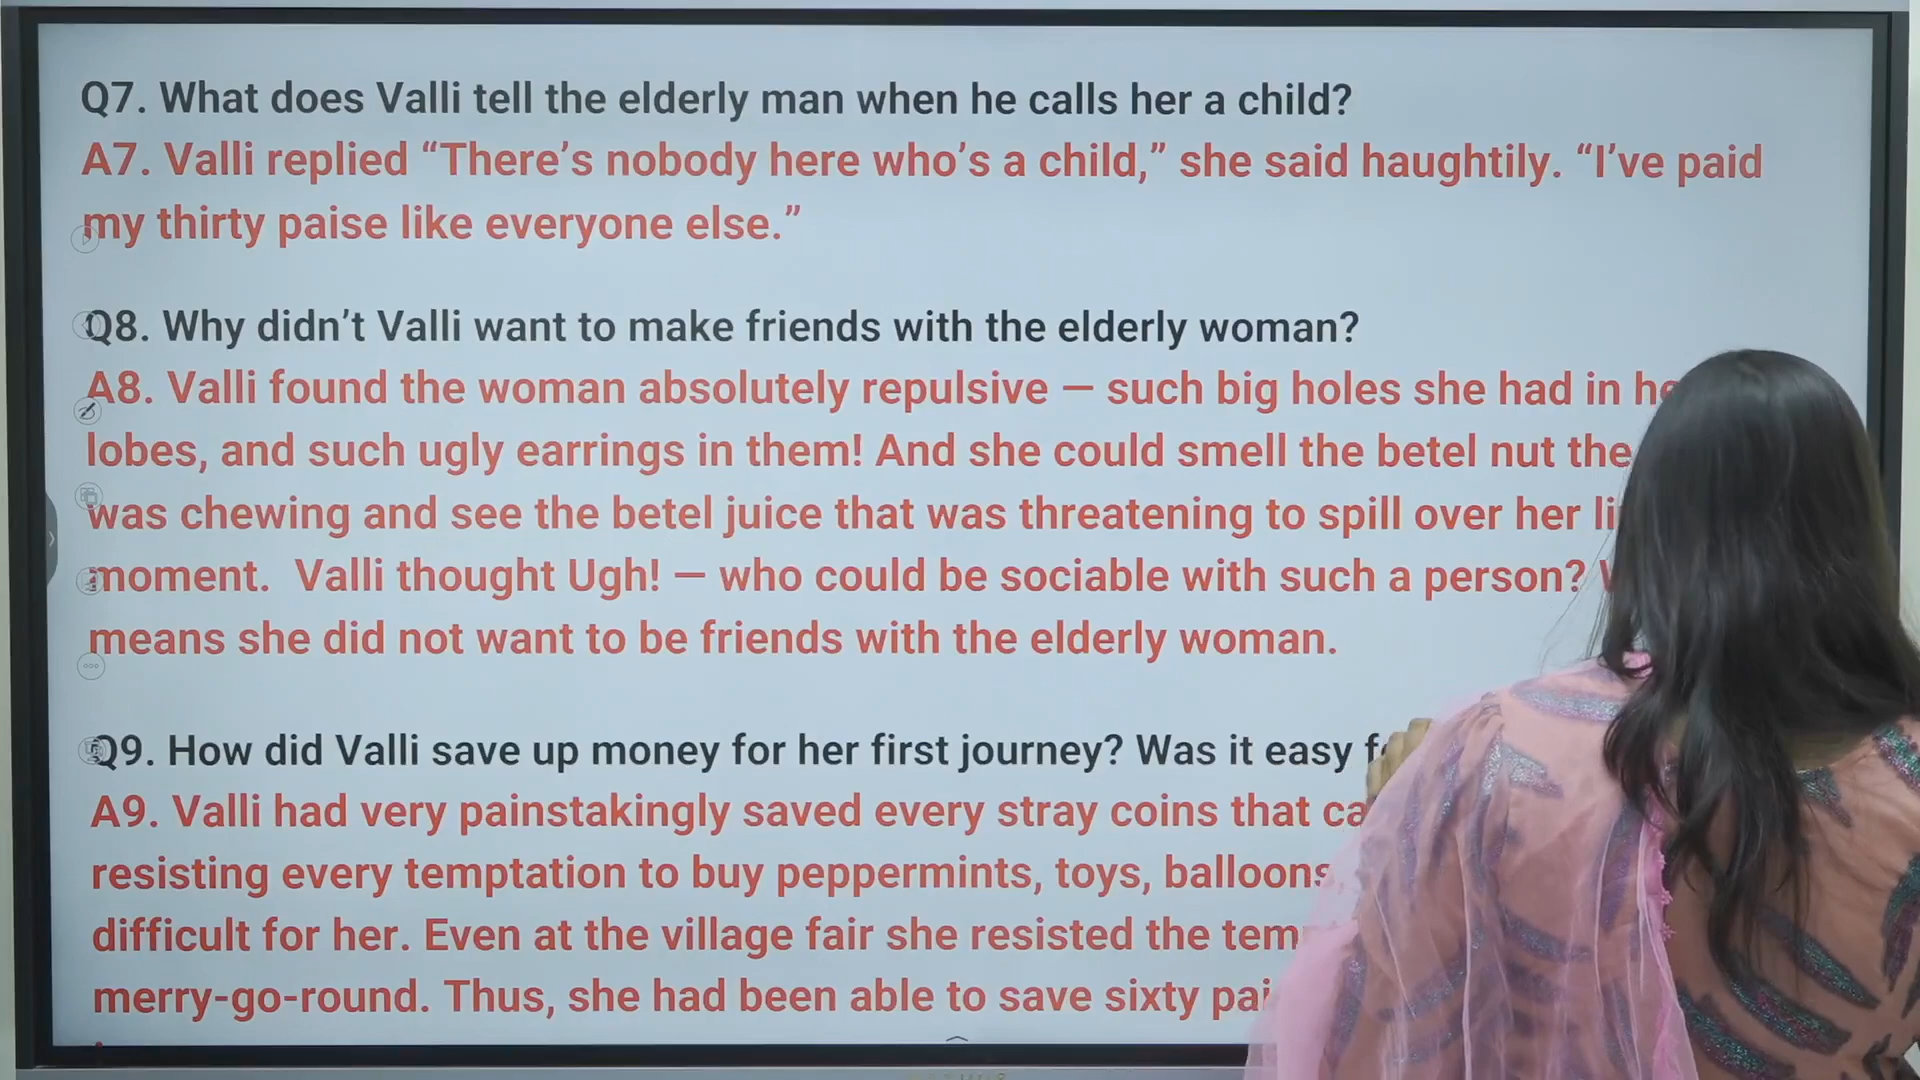 Q7. What does Valli tell the elderly man when he calls her a child?
A7. Valli replied “There’s nobody here who’s a child,” she said haughtily. “I’ve paid
my thirty paise like everyone else.”
Q8. Why didn’t Valli want to make friends with the elderly woman?
A8. Valli found the woman absolutely repulsive — such big holes she had in
lobes, and such ugly earrings in them! And she could smell the betel nut
was chewing and see the betel juice that was threatening to spill over her
moment. Valli thought Ugh! — who could be sociable with such a person?
means she did not want to be friends with the elderly woman.
Q9. How did Valli save up money for her first journey? Was it easy
A9. Valli had very painstakingly saved every stray coins that
resisting every temptation to buy peppermints, toys, balloons,
difficult for her. Even at the village fair she resisted the
merry-go-round. Thus, she had been able to save sixty